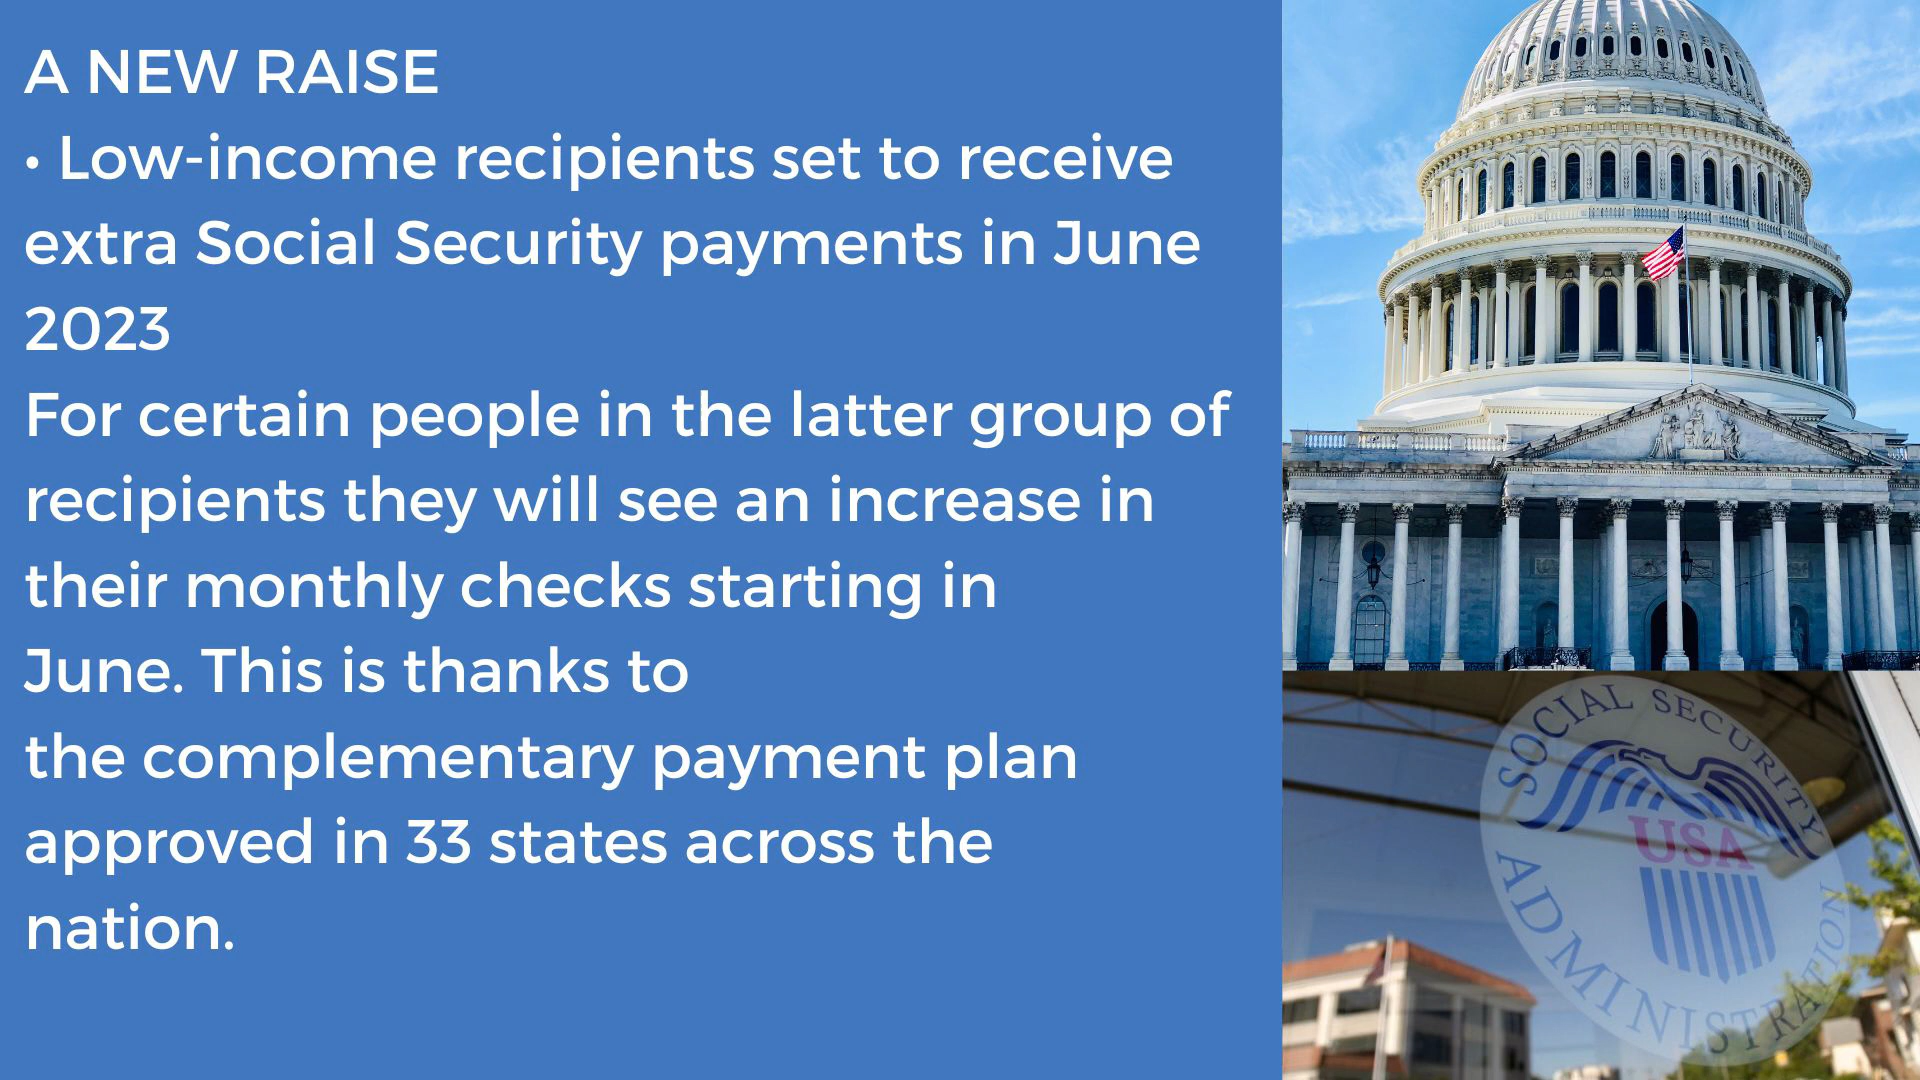 A NEW RAISE
• Low-income recipients set to receive
extra Social Security payments in June
2023
For certain people in the latter group of
recipients they will see an increase in
their monthly checks starting in
June. This is thanks to
the complementary payment plan
approved in 33 states across the
nation.
SOCIAL SECURITY
USA
ADMINISTRATION